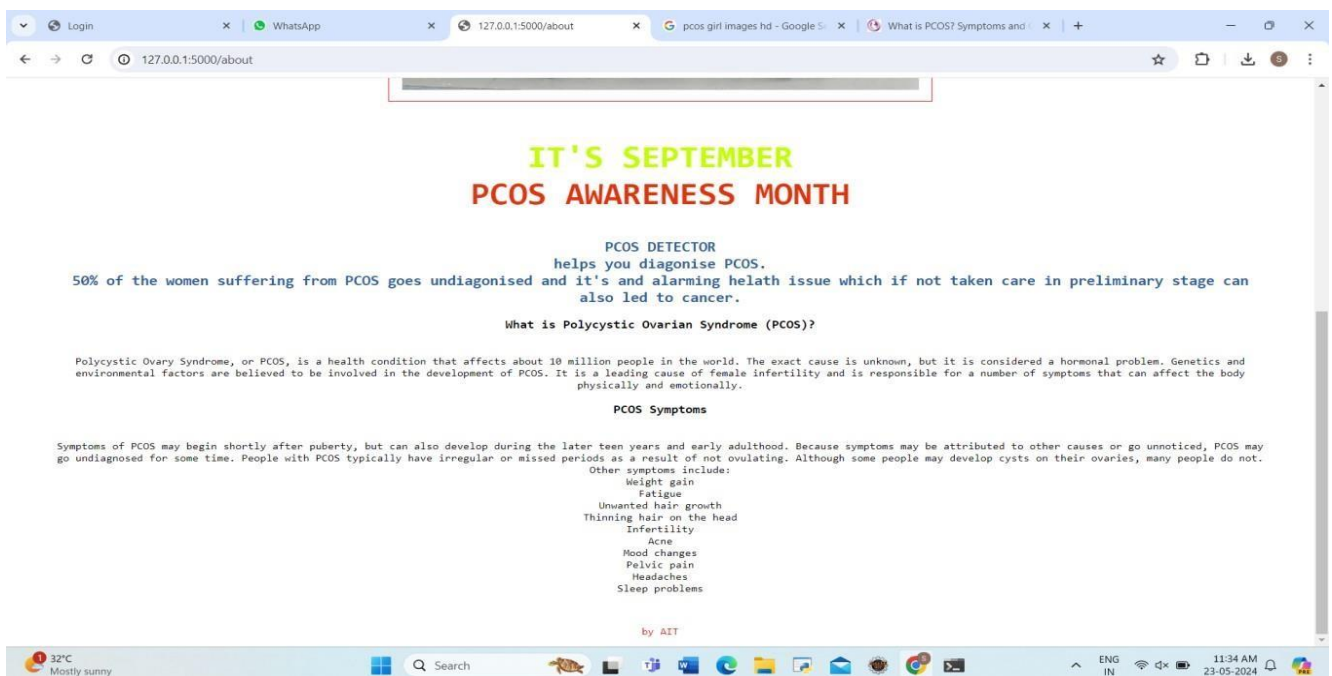 Login
WhatsApp
127.0.0.1:5000/about
pcos girl images hd - Google S
What is PCOS? Symptoms and
127.0.0.1:5000/about
S
IT'S SEPTEMBER
PCOS AWARENESS MONTH
PCOS DETECTOR
helps you diagonise PCOS.
50% of the women suffering from PCOS goes undiagonised and it's and alarming helath issue which if not taken care in preliminary stage can
also led to cancer.
What is Polycystic Ovarian Syndrome (PCOS)?
Polycystic Ovary Syndrome, or PCOS, is a health condition that affects about 10 million people in the world. The exact cause is unknown, but it is considered a hormonal problem. Genetics and
environmental factors are believed to be involved in the development of PCOS. It is a leading cause of female infertility and is responsible for a number of symptoms that can affect the body
physically and emotionally.
PCOS Symptoms
Symptoms of PCOS may begin shortly after puberty, but can also develop during the later teen years and early adulthood. Because symptoms may be attributed to other causes or go unnoticed, PCOS may
go undiagnosed for some time. People with PCOS typically have irregular or missed periods as a result of not ovulating. Although some people may develop cysts on their ovaries, many people do not.
Other symptoms include:
Weight gain
Fatigue
Unwanted hair growth
Thinning hair on the head
Infertility
Acne
Mood changes
Pelvic pain
Headaches
Sleep problems
by AIT
1
32°C
Mostly sunny
Search
ENG
IN
11:34 AM
23-05-2024